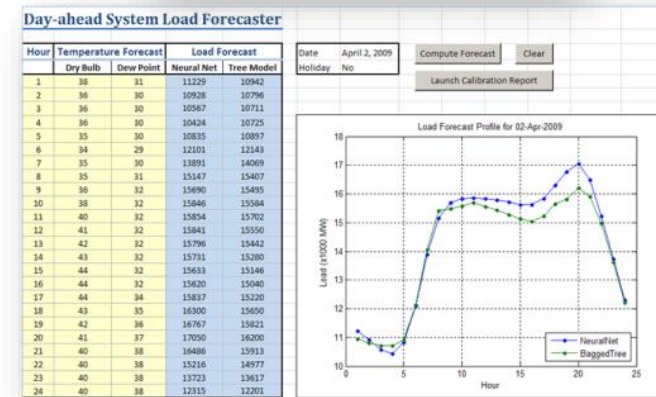 Day-ahead System Load Forecaster
Hour Temperature Forecast Load Forecast
Dry Bulb Dew Point Neural Net Tree Model
1 38 31 11229 10942
2 36 30 10928 10796
3 36 30 10567 10711
4 36 30 10424 10725
5 35 30 10835 10897
6 34 29 12101 12143
7 35 30 13891 14069
8 35 31 15147 15407
9 36 32 15690 15495
10 38 32 15846 15584
11 40 32 15854 15702
12 41 32 15841 15550
13 42 32 15796 15442
14 43 32 15731 15280
15 44 32 15633 15146
16 44 32 15620 15040
17 44 34 15837 15220
18 43 35 16300 15650
19 42 36 16767 15821
20 41 37 17050 16200
21 40 38 16486 15913
22 40 38 15216 14977
23 40 38 13723 13617
24 40 38 12315 12201
Date April 2, 2009
Holiday No
Compute Forecast Clear
Launch Calibration Report
Load Forecast Profile for 02-Apr-2009
Load (x1000 MW)
18
17
16
15
14
13
12
11
10
0 5 10 15 20 25
Hour
NeuralNet
BaggedTree